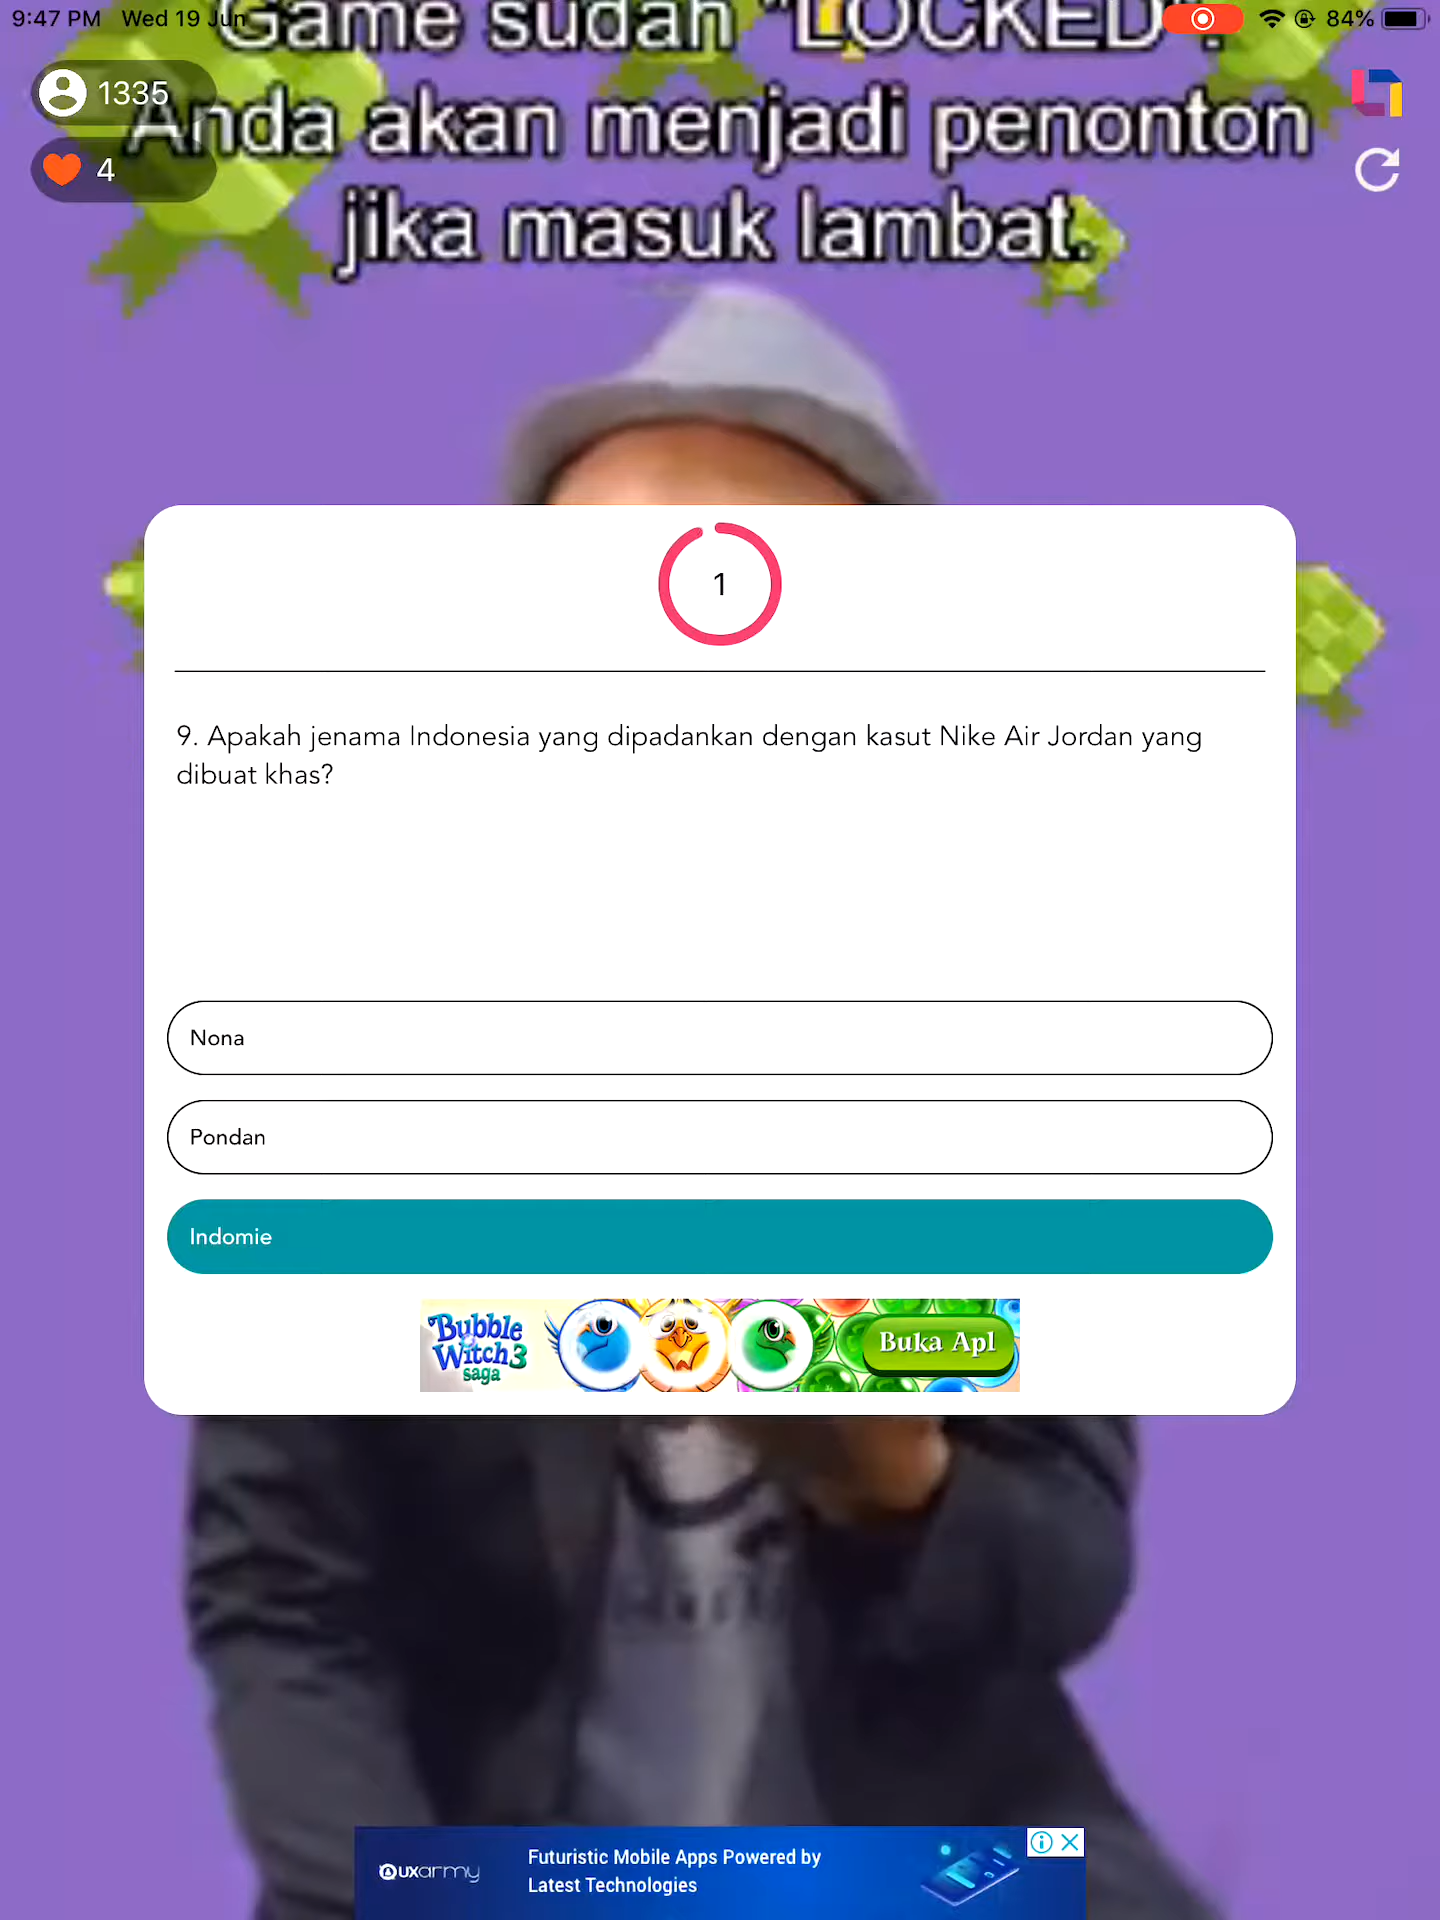 9:47 PM Wed 19 Jun
84%
Game sudah "LOCKED".
1335
Anda akan menjadi penonton
4
jika masuk lambat.
1
9. Apakah jenama Indonesia yang dipadankan dengan kasut Nike Air Jordan yang
dibuat khas?
Nona
Pondan
Indomie
Bubble
Witch 3
saga
Buka Apl
UXarmy
Futuristic Mobile Apps Powered by
Latest Technologies